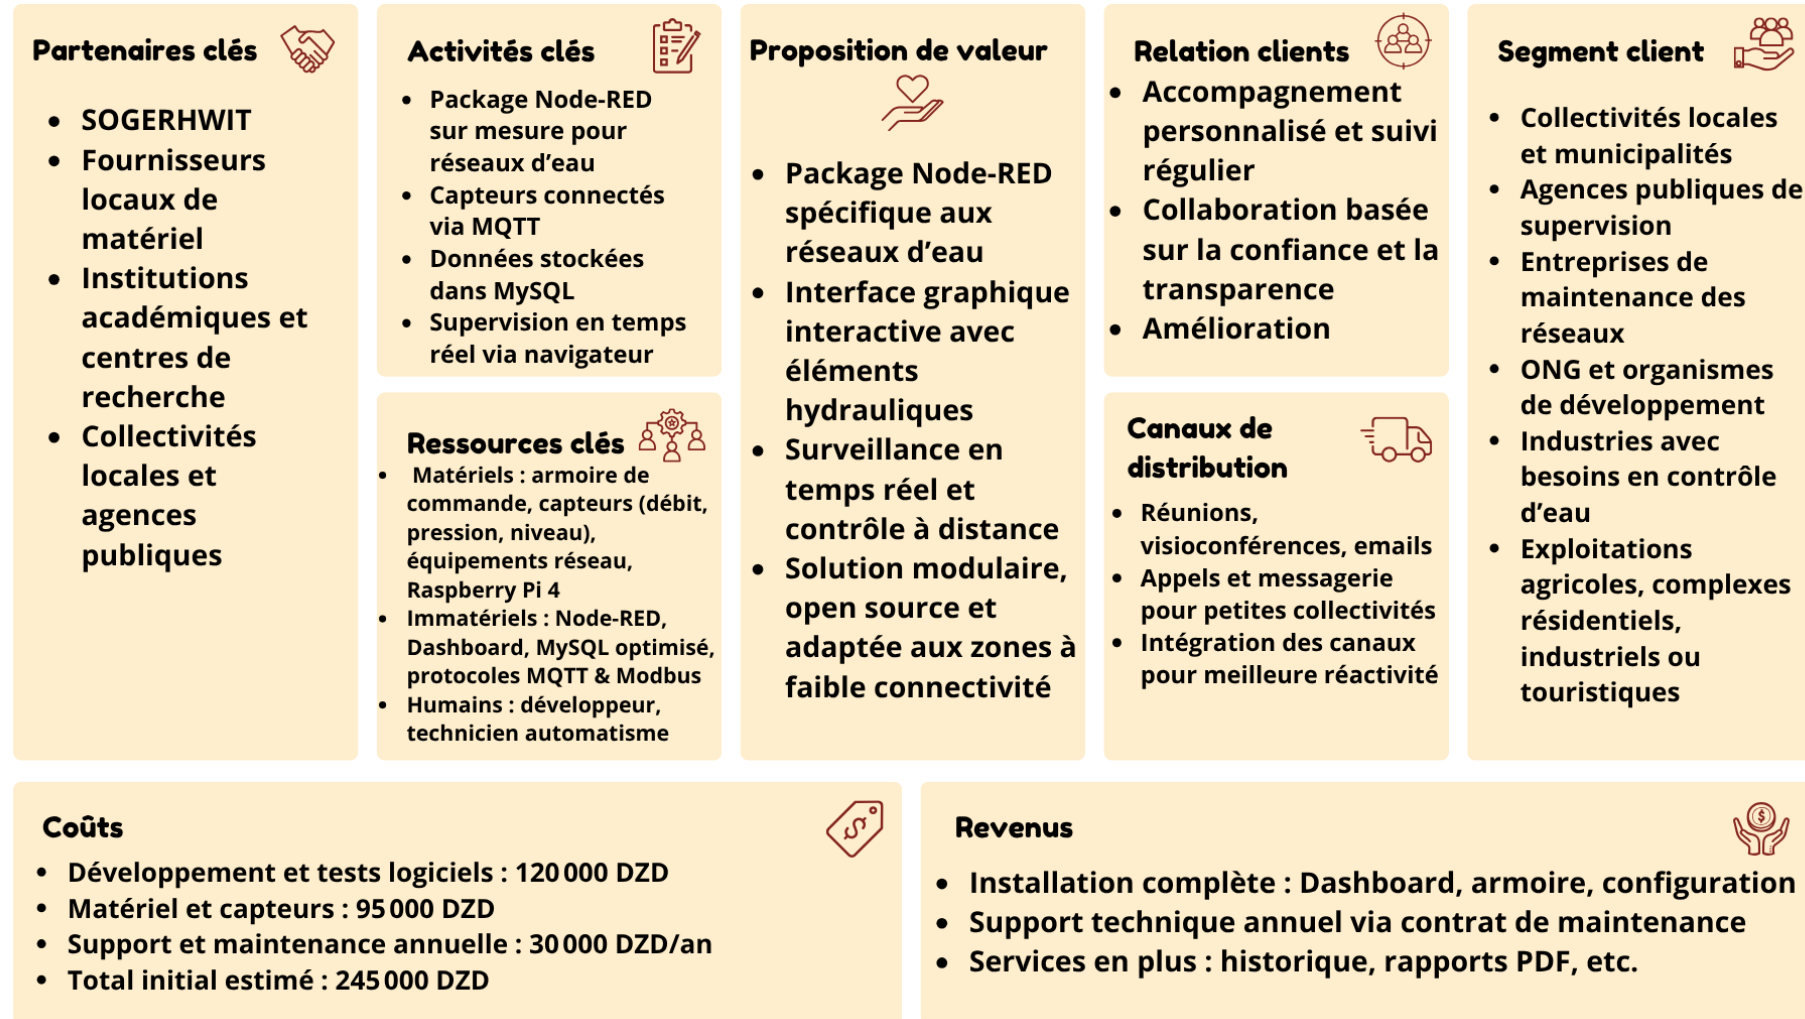 Partenaires clés
• SOGERHWIT
• Fournisseurs
locaux de
matériel
• Institutions
académiques et
centres de
recherche
• Collectivités
locales et
agences
publiques
Activités clés
• Package Node-RED
sur mesure pour
réseaux d’eau
• Capteurs connectés
via MQTT
• Données stockées
dans MySQL
• Supervision en temps
réel via navigateur
Ressources clés
• Matériels : armoire de
commande, capteurs (débit,
pression, niveau),
équipements réseau,
Raspberry Pi 4
• Immatériels : Node-RED,
Dashboard, MySQL optimisé,
protocoles MQTT & Modbus
• Humains : développeur,
technicien automatisme
Proposition de valeur
• Package Node-RED
spécifique aux
réseaux d’eau
• Interface graphique
interactive avec
éléments
hydrauliques
• Surveillance en
temps réel et
contrôle à distance
• Solution modulaire,
open source et
adaptée aux zones à
faible connectivité
Relation clients
• Accompagnement
personnalisé et suivi
régulier
• Collaboration basée
sur la confiance et la
transparence
• Amélioration
Canaux de
distribution
• Réunions,
visioconférences, emails
• Appels et messagerie
pour petites collectivités
• Intégration des canaux
pour meilleure réactivité
Segment client
• Collectivités locales
et municipalités
• Agences publiques de
supervision
• Entreprises de
maintenance des
réseaux
• ONG et organismes
de développement
• Industries avec
besoins en contrôle
d’eau
• Exploitations
agricoles, complexes
résidentiels,
industriels ou
touristiques
Coûts
• Développement et tests logiciels : 120 000 DZD
• Matériel et capteurs : 95 000 DZD
• Support et maintenance annuelle : 30 000 DZD/an
• Total initial estimé : 245 000 DZD
Revenus
• Installation complète : Dashboard, armoire, configuration
• Support technique annuel via contrat de maintenance
• Services en plus : historique, rapports PDF, etc.